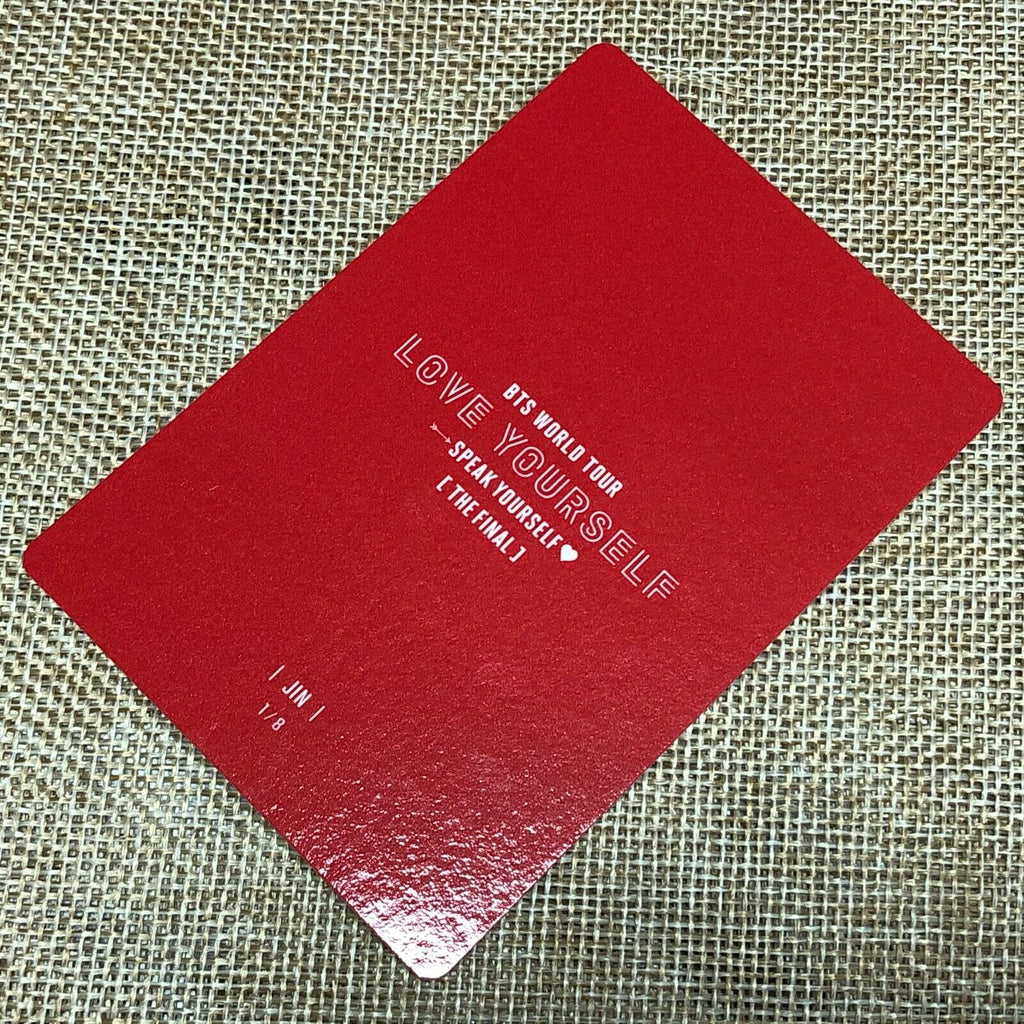 BTS WORLD TOUR
LOVE YOURSELF
SPEAK YOURSELF
[ THE FINAL ]
| JIN |
1/8